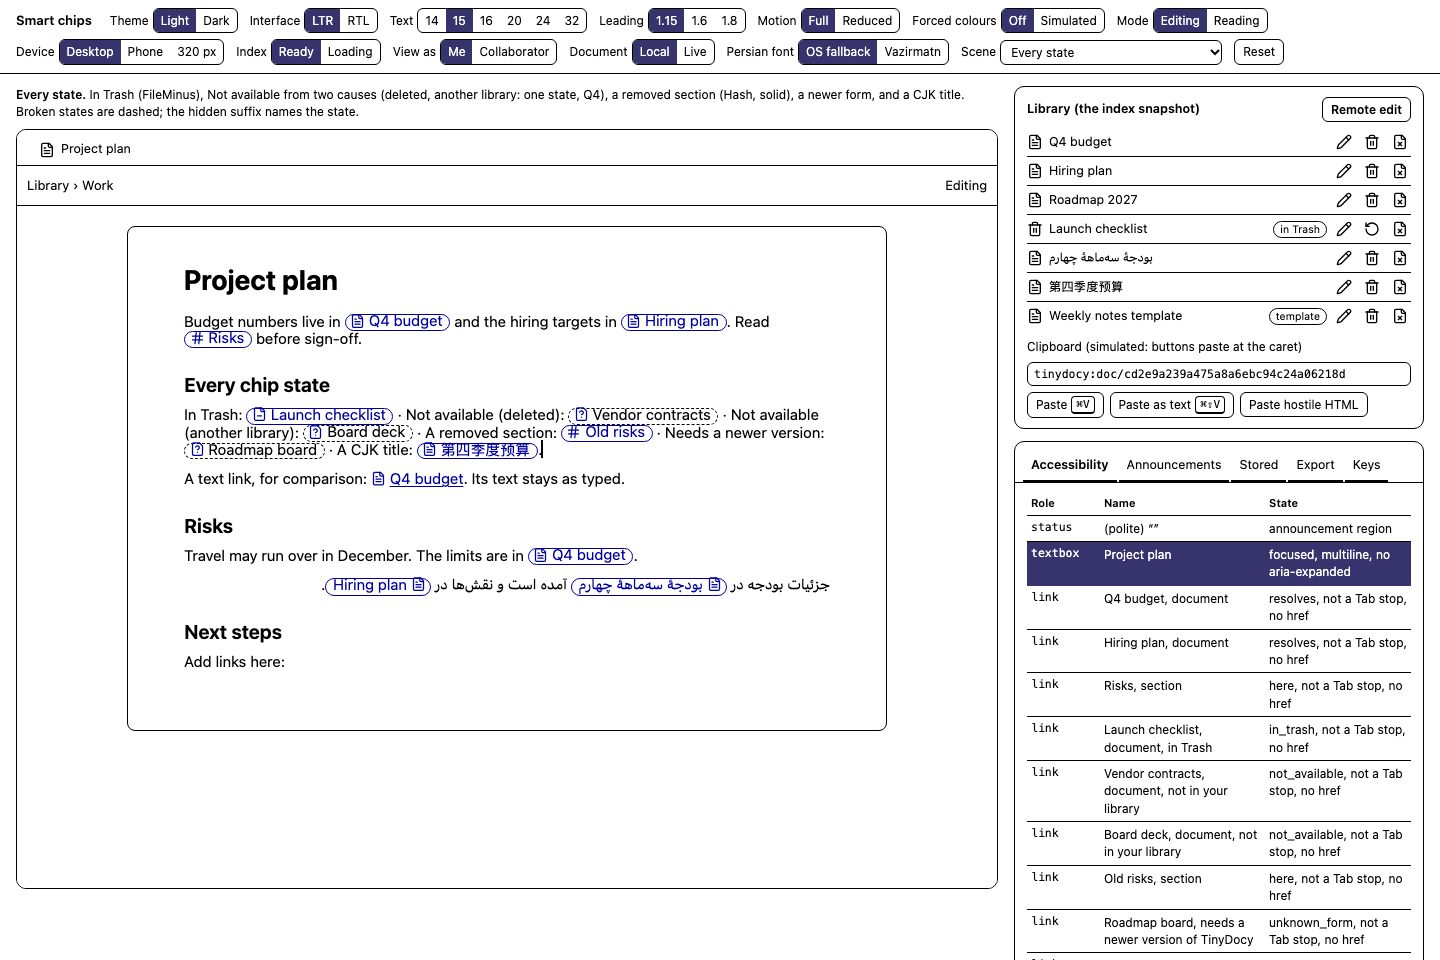 Smart chips Theme Light Dark Interface LTR RTL Text 14 15 16 20 24 32 Leading 1.15 1.6 1.8 Motion Full Reduced Forced colours Off Simulated Mode Editing Reading
Device Desktop Phone 320 px Index Ready Loading View as Me Collaborator Document Local Live Persian font OS fallback Vazirmatn Scene Every state Reset
Every state. In Trash (FileMinus), Not available from two causes (deleted, another library: one state, Q4), a removed section (Hash, solid), a newer form, and a CJK title.
Broken states are dashed; the hidden suffix names the state.
Project plan
Library › Work Editing
Project plan
Budget numbers live in Q4 budget and the hiring targets in Hiring plan. Read
# Risks before sign-off.
Every chip state
In Trash: Launch checklist · Not available (deleted): Vendor contracts · Not available
(another library): Board deck · A removed section: # Old risks · Needs a newer version:
Roadmap board · A CJK title: 第四季度预算.
A text link, for comparison: Q4 budget. Its text stays as typed.
Risks
Travel may run over in December. The limits are in Q4 budget.
جزئیات بودجه در بودجهٔ سه‌ماههٔ چهارم آمده است و نقش‌ها در Hiring plan.
Next steps
Add links here:
Library (the index snapshot) Remote edit
Q4 budget
Hiring plan
Roadmap 2027
Launch checklist in Trash
بودجهٔ سه‌ماههٔ چهارم
第四季度预算
Weekly notes template template
Clipboard (simulated: buttons paste at the caret)
tinydocy:doc/cd2e9a239a475a8a6ebc94c24a06218d
Paste ⌘V Paste as text ⌘⇧V Paste hostile HTML
Accessibility Announcements Stored Export Keys
Role Name State
status (polite) “” announcement region
textbox Project plan focused, multiline, no
aria-expanded
link Q4 budget, document resolves, not a Tab stop,
no href
link Hiring plan, document resolves, not a Tab stop,
no href
link Risks, section here, not a Tab stop, no
href
link Launch checklist, in_trash, not a Tab stop,
document, in Trash no href
link Vendor contracts, not_available, not a Tab
document, not in your stop, no href
library
link Board deck, document, not not_available, not a Tab
in your library stop, no href
link Old risks, section here, not a Tab stop, no
href
link Roadmap board, needs a unknown_form, not a
newer version of TinyDocy Tab stop, no href